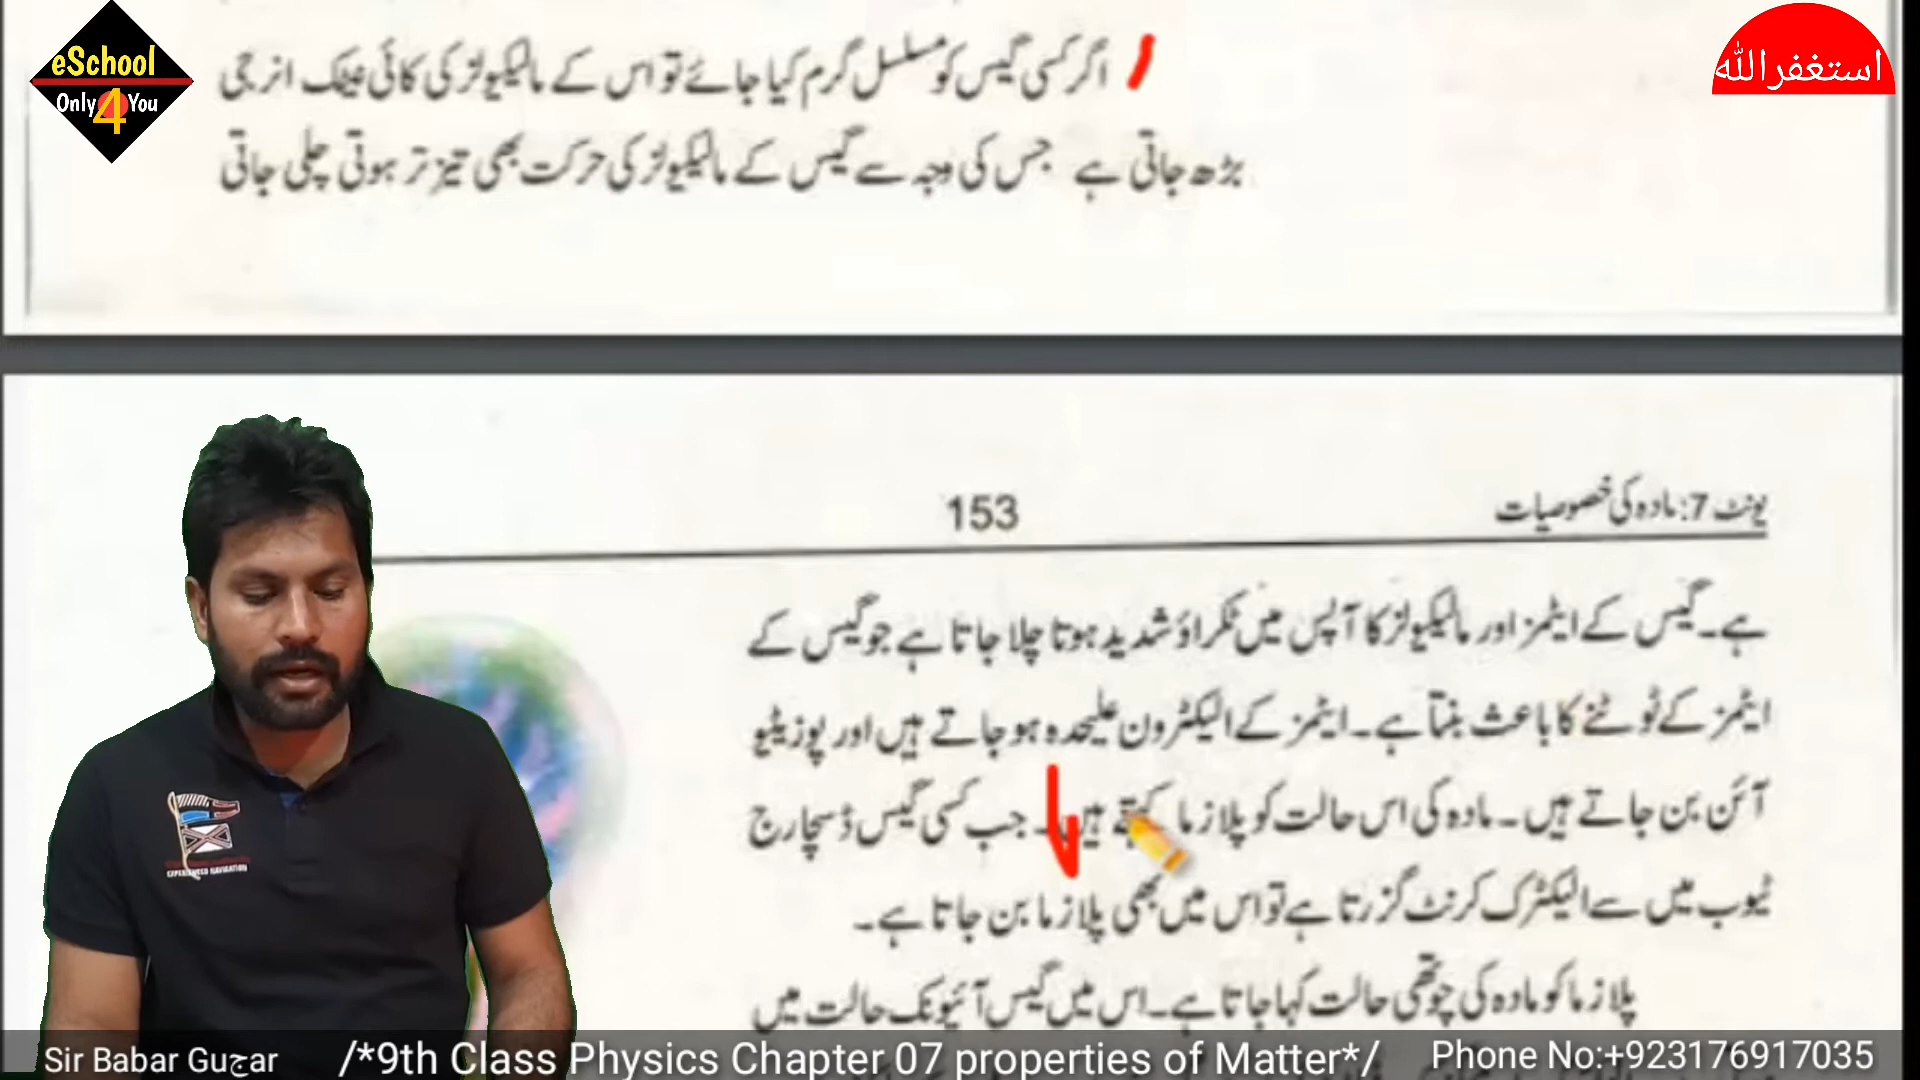 eSchool
Only 4 You
استغفراللہ
اگر کسی گیس کو مسلسل گرم کیا جائے تو اس کے مالیکیولز کی کائی نیٹک انرجی
بڑھ جاتی ہے جس کی وجہ سے گیس کے مالیکیولز کی حرکت بھی تیز تر ہوتی چلی جاتی
یونٹ 7: مادہ کی خصوصیات
153
ہے۔ گیس کے ایٹمز اور مالیکیولز کا آپس میں ٹکراؤ شدید ہوتا چلا جاتا ہے جو گیس کے
ایٹمز کے ٹوٹنے کا باعث بنتا ہے۔ ایٹمز کے الیکٹرون علیحدہ ہو جاتے ہیں اور پوزیٹیو
آئن بن جاتے ہیں۔ مادہ کی اس حالت کو پلازما کہتے ہیں۔ جب کسی گیس ڈسچارج
ٹیوب میں سے الیکٹرک کرنٹ گزرتا ہے تو اس میں بھی پلازما بن جاتا ہے۔
پلازما کو مادہ کی چوتھی حالت کہا جاتا ہے۔ اس میں گیس آئیونک حالت میں
EXPERIENCED NAVIGATION
Sir Babar Guجar
/*9th Class Physics Chapter 07 properties of Matter*/
Phone No:+923176917035